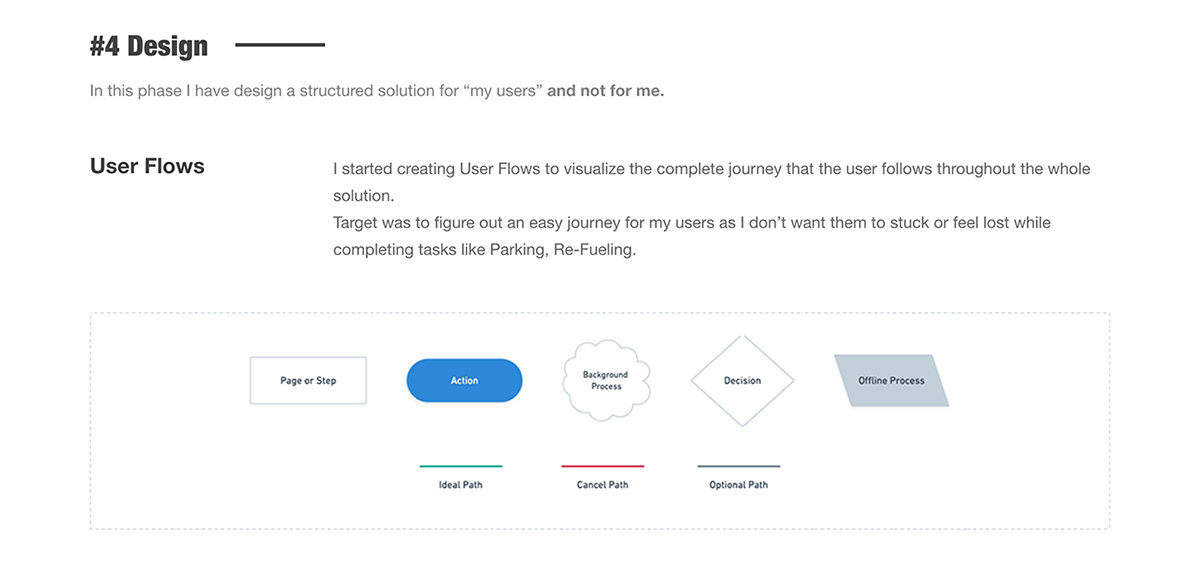 #4 Design
In this phase I have design a structured solution for “my users” and not for me.
User Flows
I started creating User Flows to visualize the complete journey that the user follows throughout the whole
solution.
Target was to figure out an easy journey for my users as I don’t want them to stuck or feel lost while
completing tasks like Parking, Re-Fueling.
Page or Step
Action
Background
Process
Decision
Offline Process
Ideal Path
Cancel Path
Optional Path